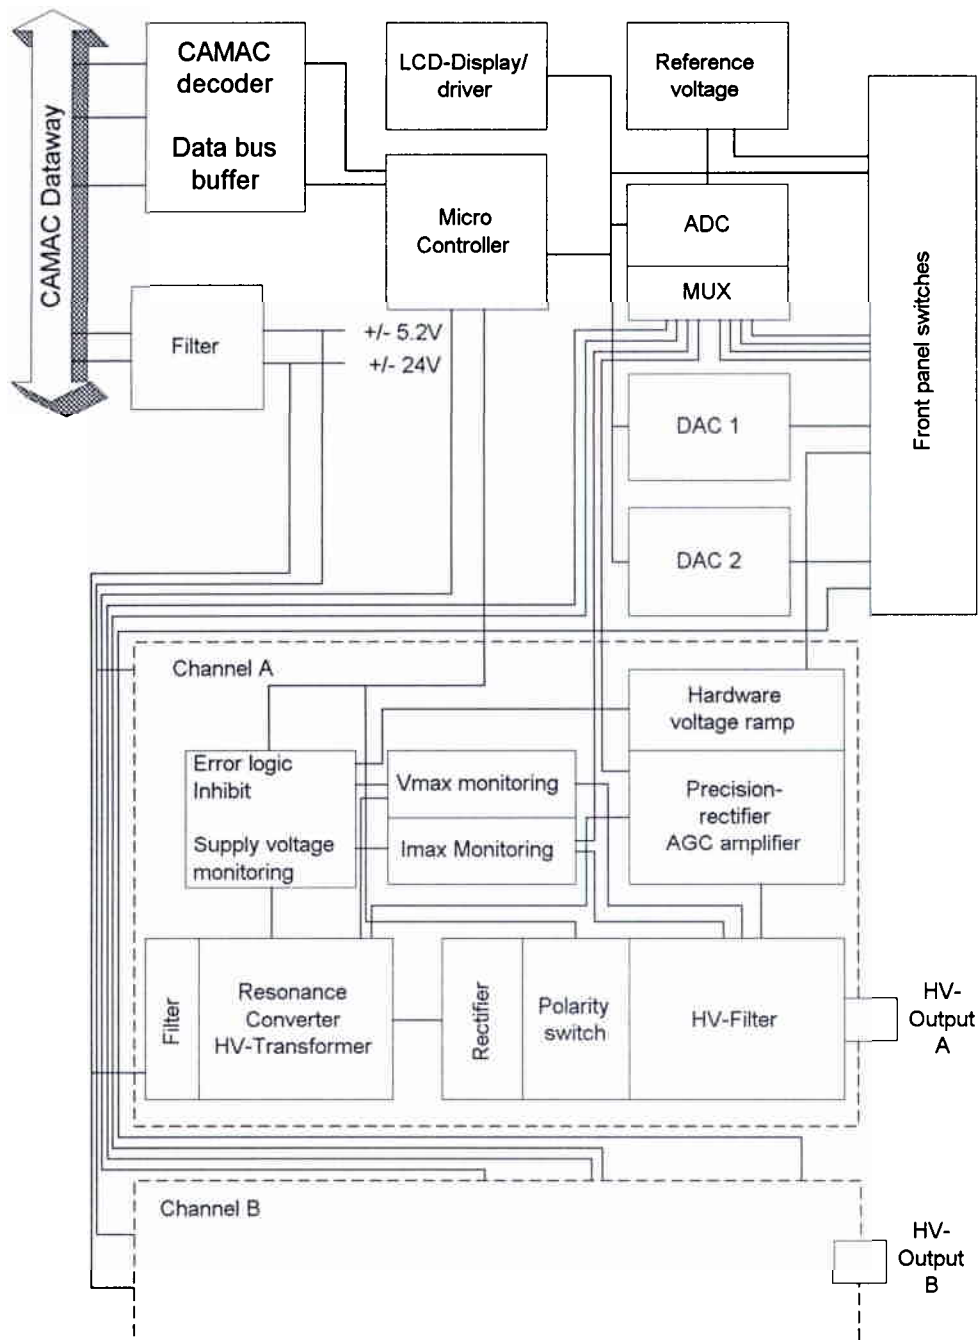 CAMAC Dataway
CAMAC
decoder
Data bus
buffer
LCD-Display/
driver
Reference
voltage
Micro
Controller
ADC
MUX
Front panel switches
Filter
+/- 5.2V
+/- 24V
DAC 1
DAC 2
Channel A
Hardware
voltage ramp
Error logic
Inhibit
Supply voltage
monitoring
Vmax monitoring
Imax Monitoring
Precision-
rectifier
AGC amplifier
Filter
Resonance
Converter
HV-Transformer
Rectifier
Polarity
switch
HV-Filter
HV-
Output
A
Channel B
HV-
Output
B